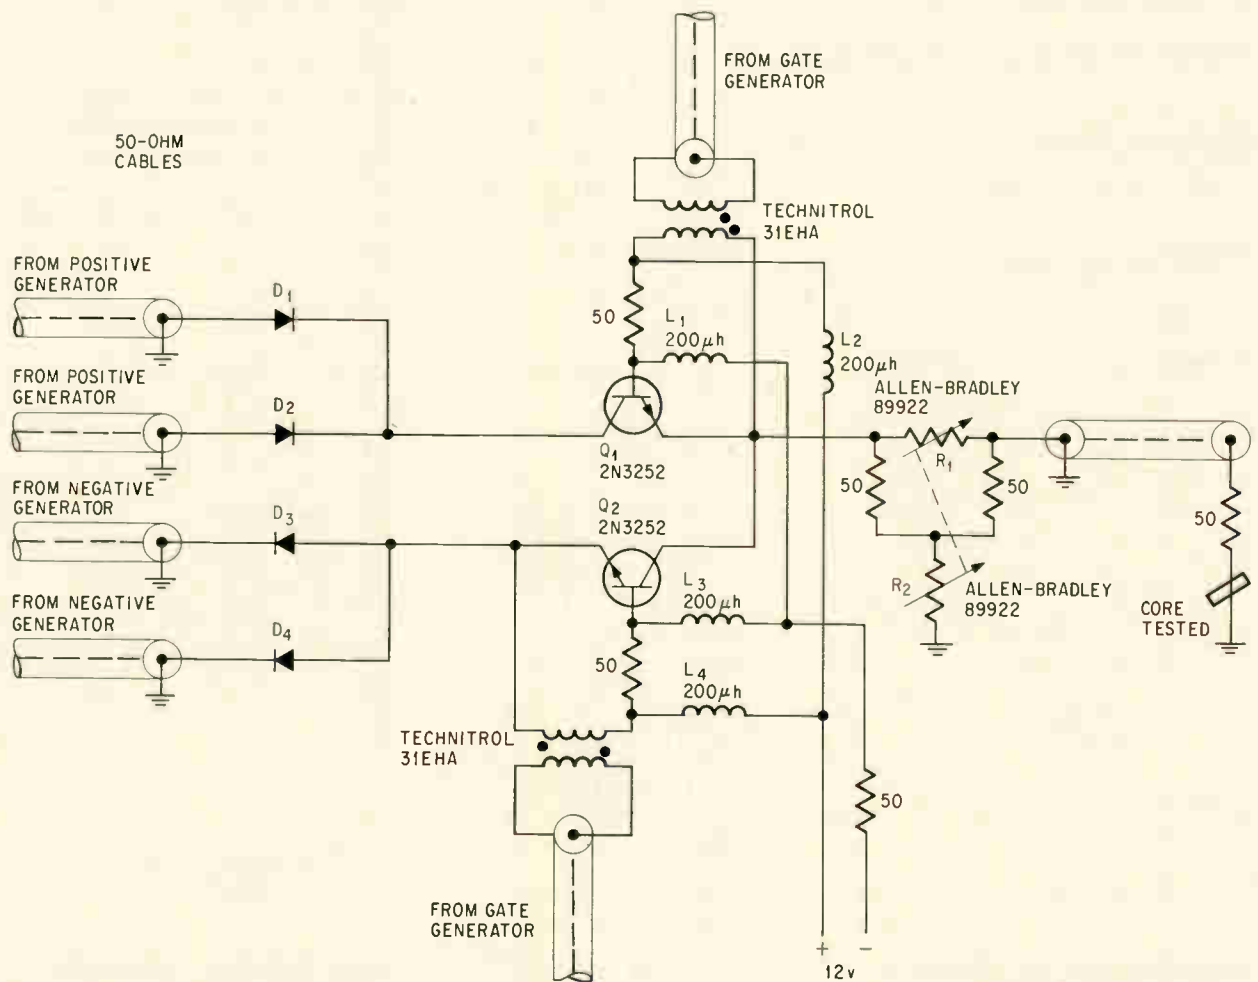 FROM GATE
GENERATOR
50-OHM
CABLES
TECHNITROL
31EHA
FROM POSITIVE
GENERATOR
D1
50
L1
200μh
L2
200μh
FROM POSITIVE
GENERATOR
D2
ALLEN-BRADLEY
89922
Q1
2N3252
R1
50
50
50
FROM NEGATIVE
GENERATOR
D3
Q2
2N3252
L3
200μh
R2
ALLEN-BRADLEY
89922
CORE
TESTED
FROM NEGATIVE
GENERATOR
D4
50
L4
200μh
TECHNITROL
31EHA
50
FROM GATE
GENERATOR
+ −
12v